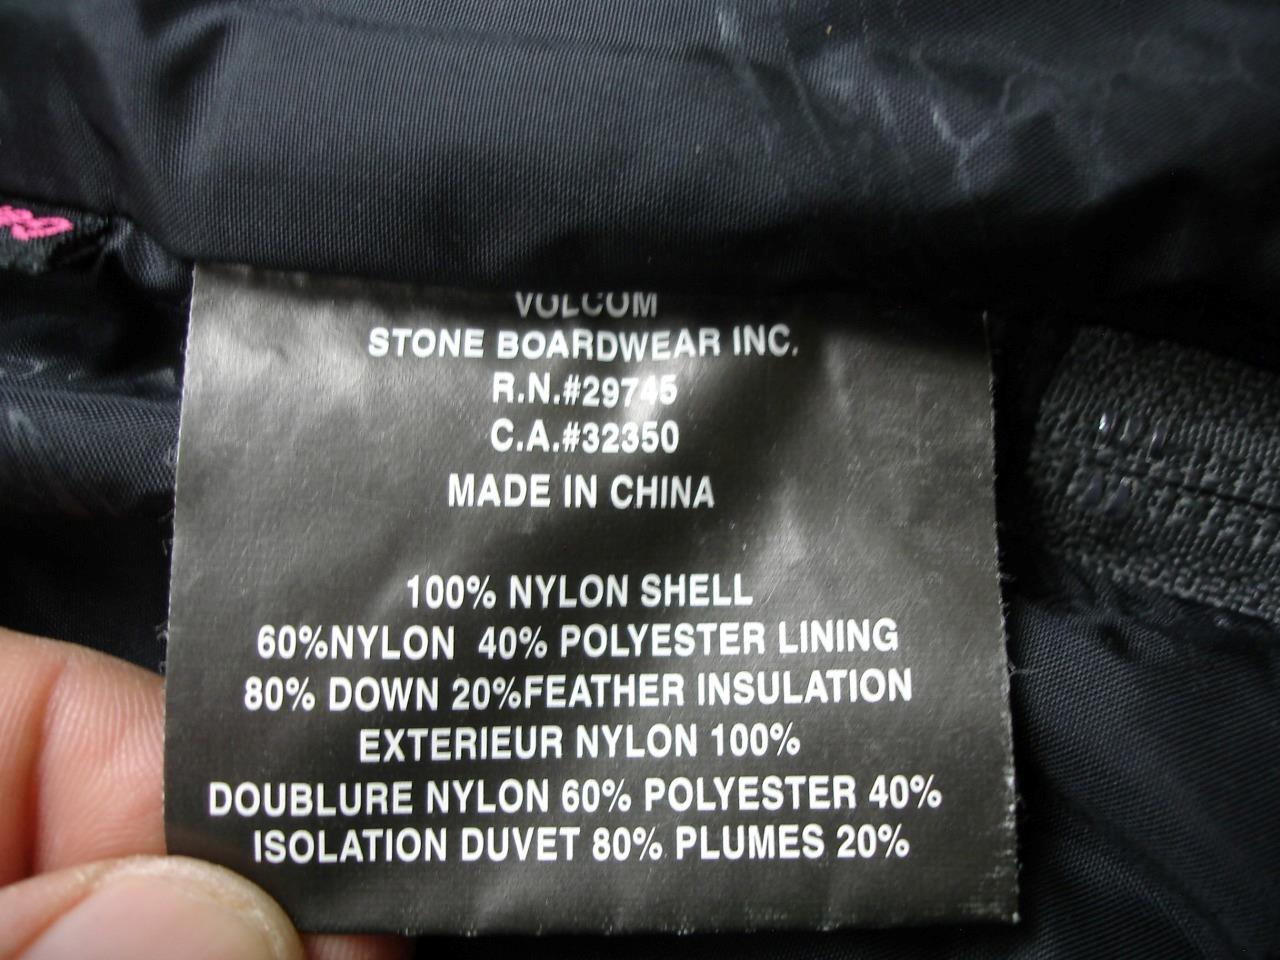 VOLCOM
STONE BOARDWEAR INC.
R.N.#29745
C.A.#32350
MADE IN CHINA
100% NYLON SHELL
60%NYLON 40% POLYESTER LINING
80% DOWN 20%FEATHER INSULATION
EXTERIEUR NYLON 100%
DOUBLURE NYLON 60% POLYESTER 40%
ISOLATION DUVET 80% PLUMES 20%